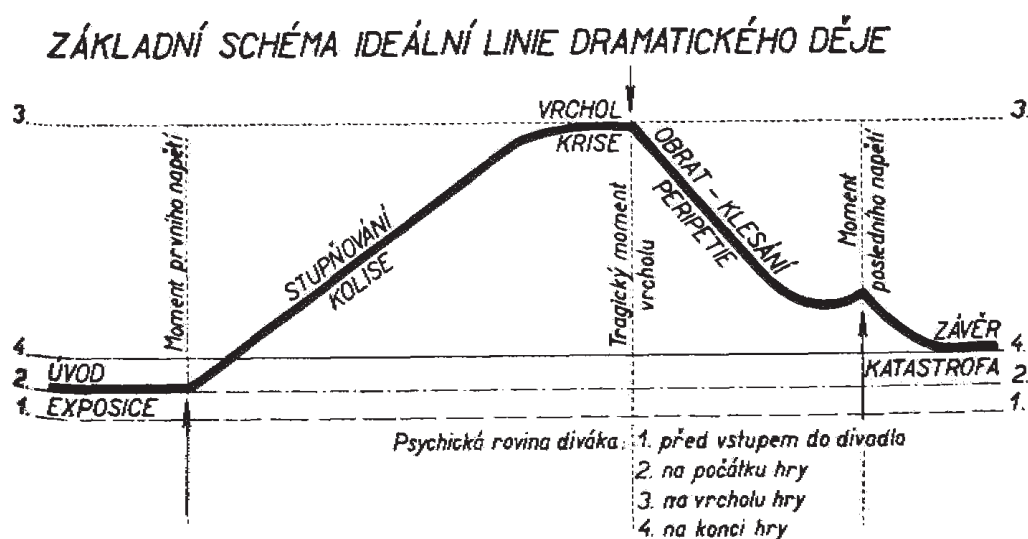 ZÁKLADNÍ SCHÉMA IDEÁLNÍ LINIE DRAMATICKÉHO DĚJE
3.
VRCHOL
KRISE
3.
Moment prvního napětí
STUPŇOVÁNÍ
KOLISE
Tragický moment
vrcholu
OBRAT - KLESÁNÍ
PERIPETIE
Moment
posledního napětí
4.
ZÁVĚR
4.
2.
ÚVOD
KATASTROFA
2.
1.
EXPOSICE
1.
Psychická rovina diváka: 1. před vstupem do divadla
2. na počátku hry
3. na vrcholu hry
4. na konci hry